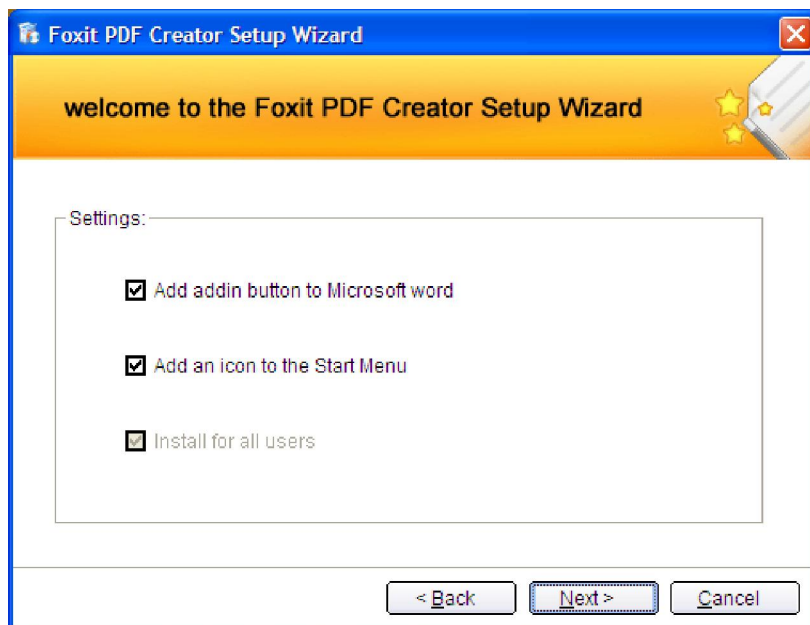 Foxit PDF Creator Setup Wizard
welcome to the Foxit PDF Creator Setup Wizard
Settings:
Add addin button to Microsoft word
Add an icon to the Start Menu
Install for all users
< Back
Next >
Cancel